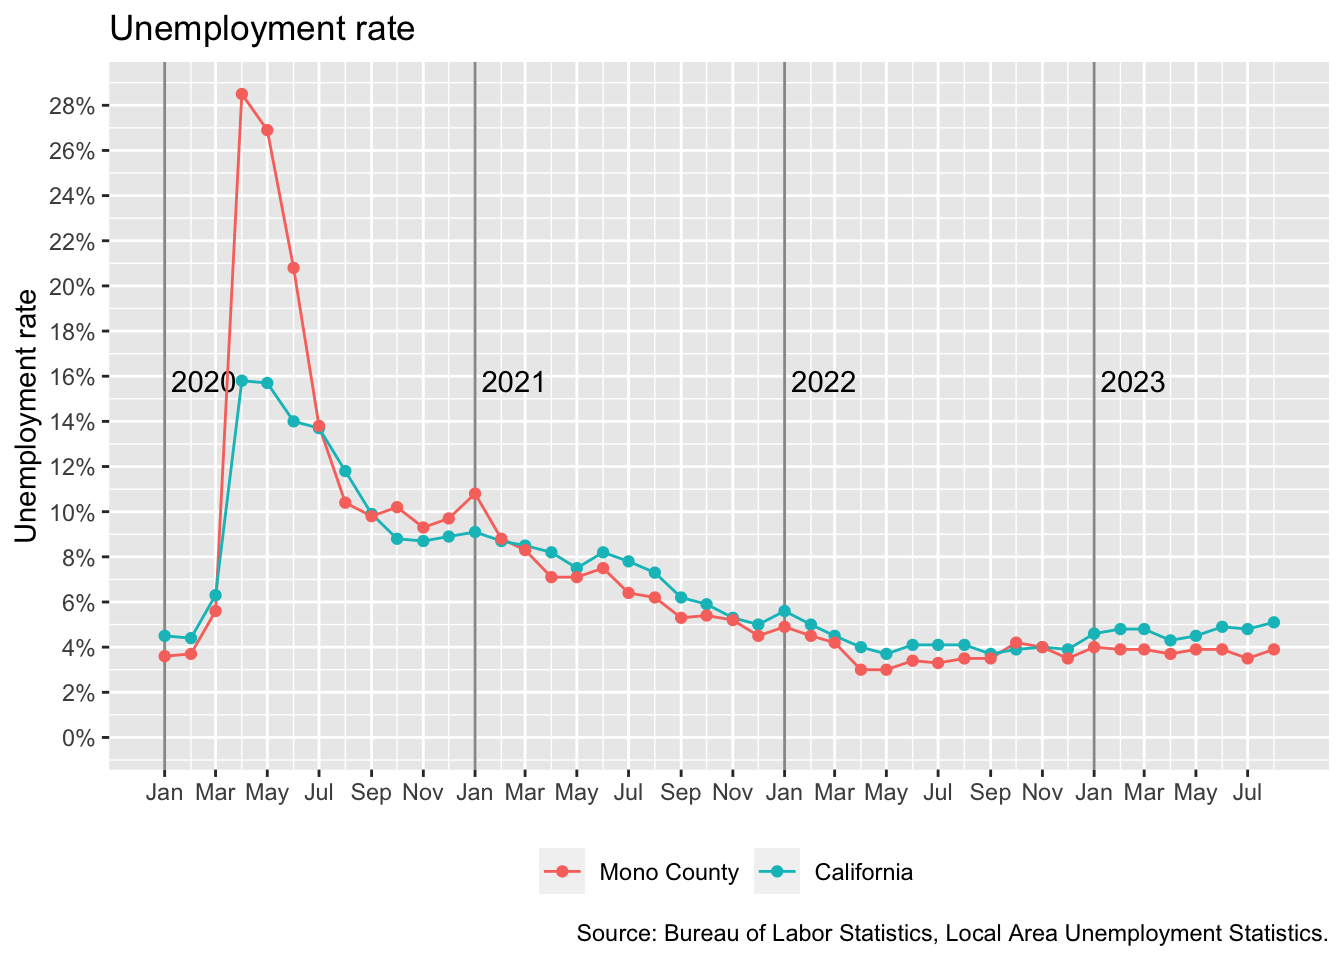 Unemployment rate
Unemployment rate
28%
26%
24%
22%
20%
18%
16%
14%
12%
10%
8%
6%
4%
2%
0%
2020 2021 2022 2023
Jan Mar May Jul Sep Nov Jan Mar May Jul Sep Nov Jan Mar May Jul Sep Nov Jan Mar May Jul
Mono County California
Source: Bureau of Labor Statistics, Local Area Unemployment Statistics.